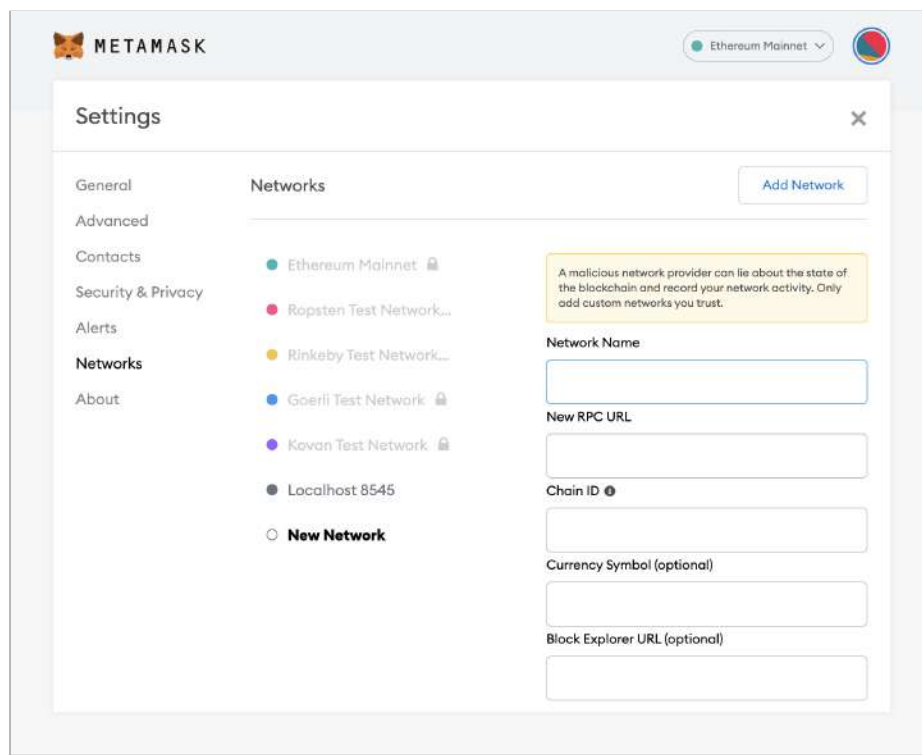 METAMASK
Ethereum Mainnet
Settings
General
Advanced
Contacts
Security & Privacy
Alerts
Networks
About
Networks
Add Network
Ethereum Mainnet
Ropsten Test Network...
Rinkeby Test Network...
Goerli Test Network
Kovan Test Network
Localhost 8545
New Network
A malicious network provider can lie about the state of
the blockchain and record your network activity. Only
add custom networks you trust.
Network Name
New RPC URL
Chain ID
Currency Symbol (optional)
Block Explorer URL (optional)